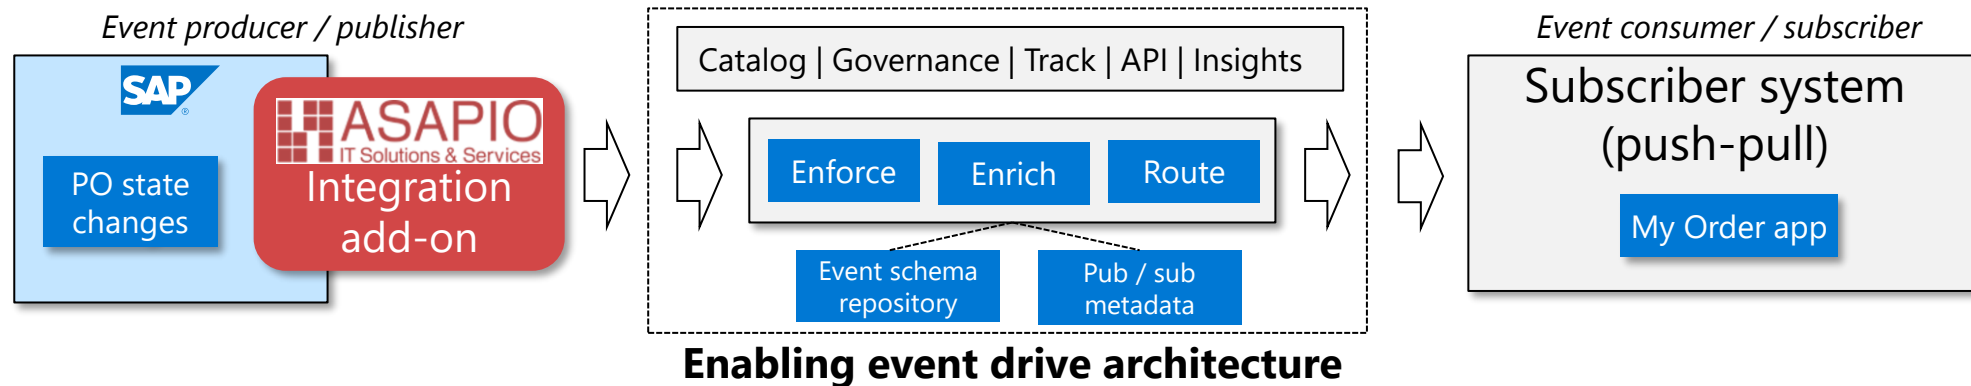 Event producer / publisher
SAP
®
PO state
changes
ASAPIO
IT Solutions & Services
Integration
add-on
Catalog | Governance | Track | API | Insights
Enforce
Enrich
Route
Event schema
repository
Pub / sub
metadata
Enabling event drive architecture
Event consumer / subscriber
Subscriber system
(push-pull)
My Order app